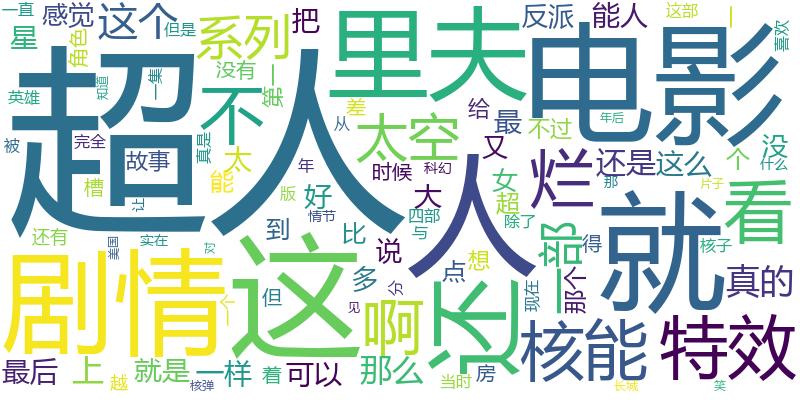 一直
感觉
这个
但是
系列
把
里夫
反派
能人
这部
一
喜欢
星
角色
没有
第一
电影
超人
英雄
知道
一集
不
太空
差
给
最
不过
年后
被
完全
故事
真是
太
从
又
没
什么
槽
能
年
时候
科幻
烂
还是
这么
个
让
版
好
大
女
超
那
片子
看
还有
美国
实在
对
到
情节
比
四部
与
除了
人
一部
得
就
核子
剧情
这
个
但
多
说
点
想
还
那个
现在
真的
见
分
啊
核能
特效
最后
上
越
就是
核弹
一样
着
可以
那么
当时
房
长城
笑